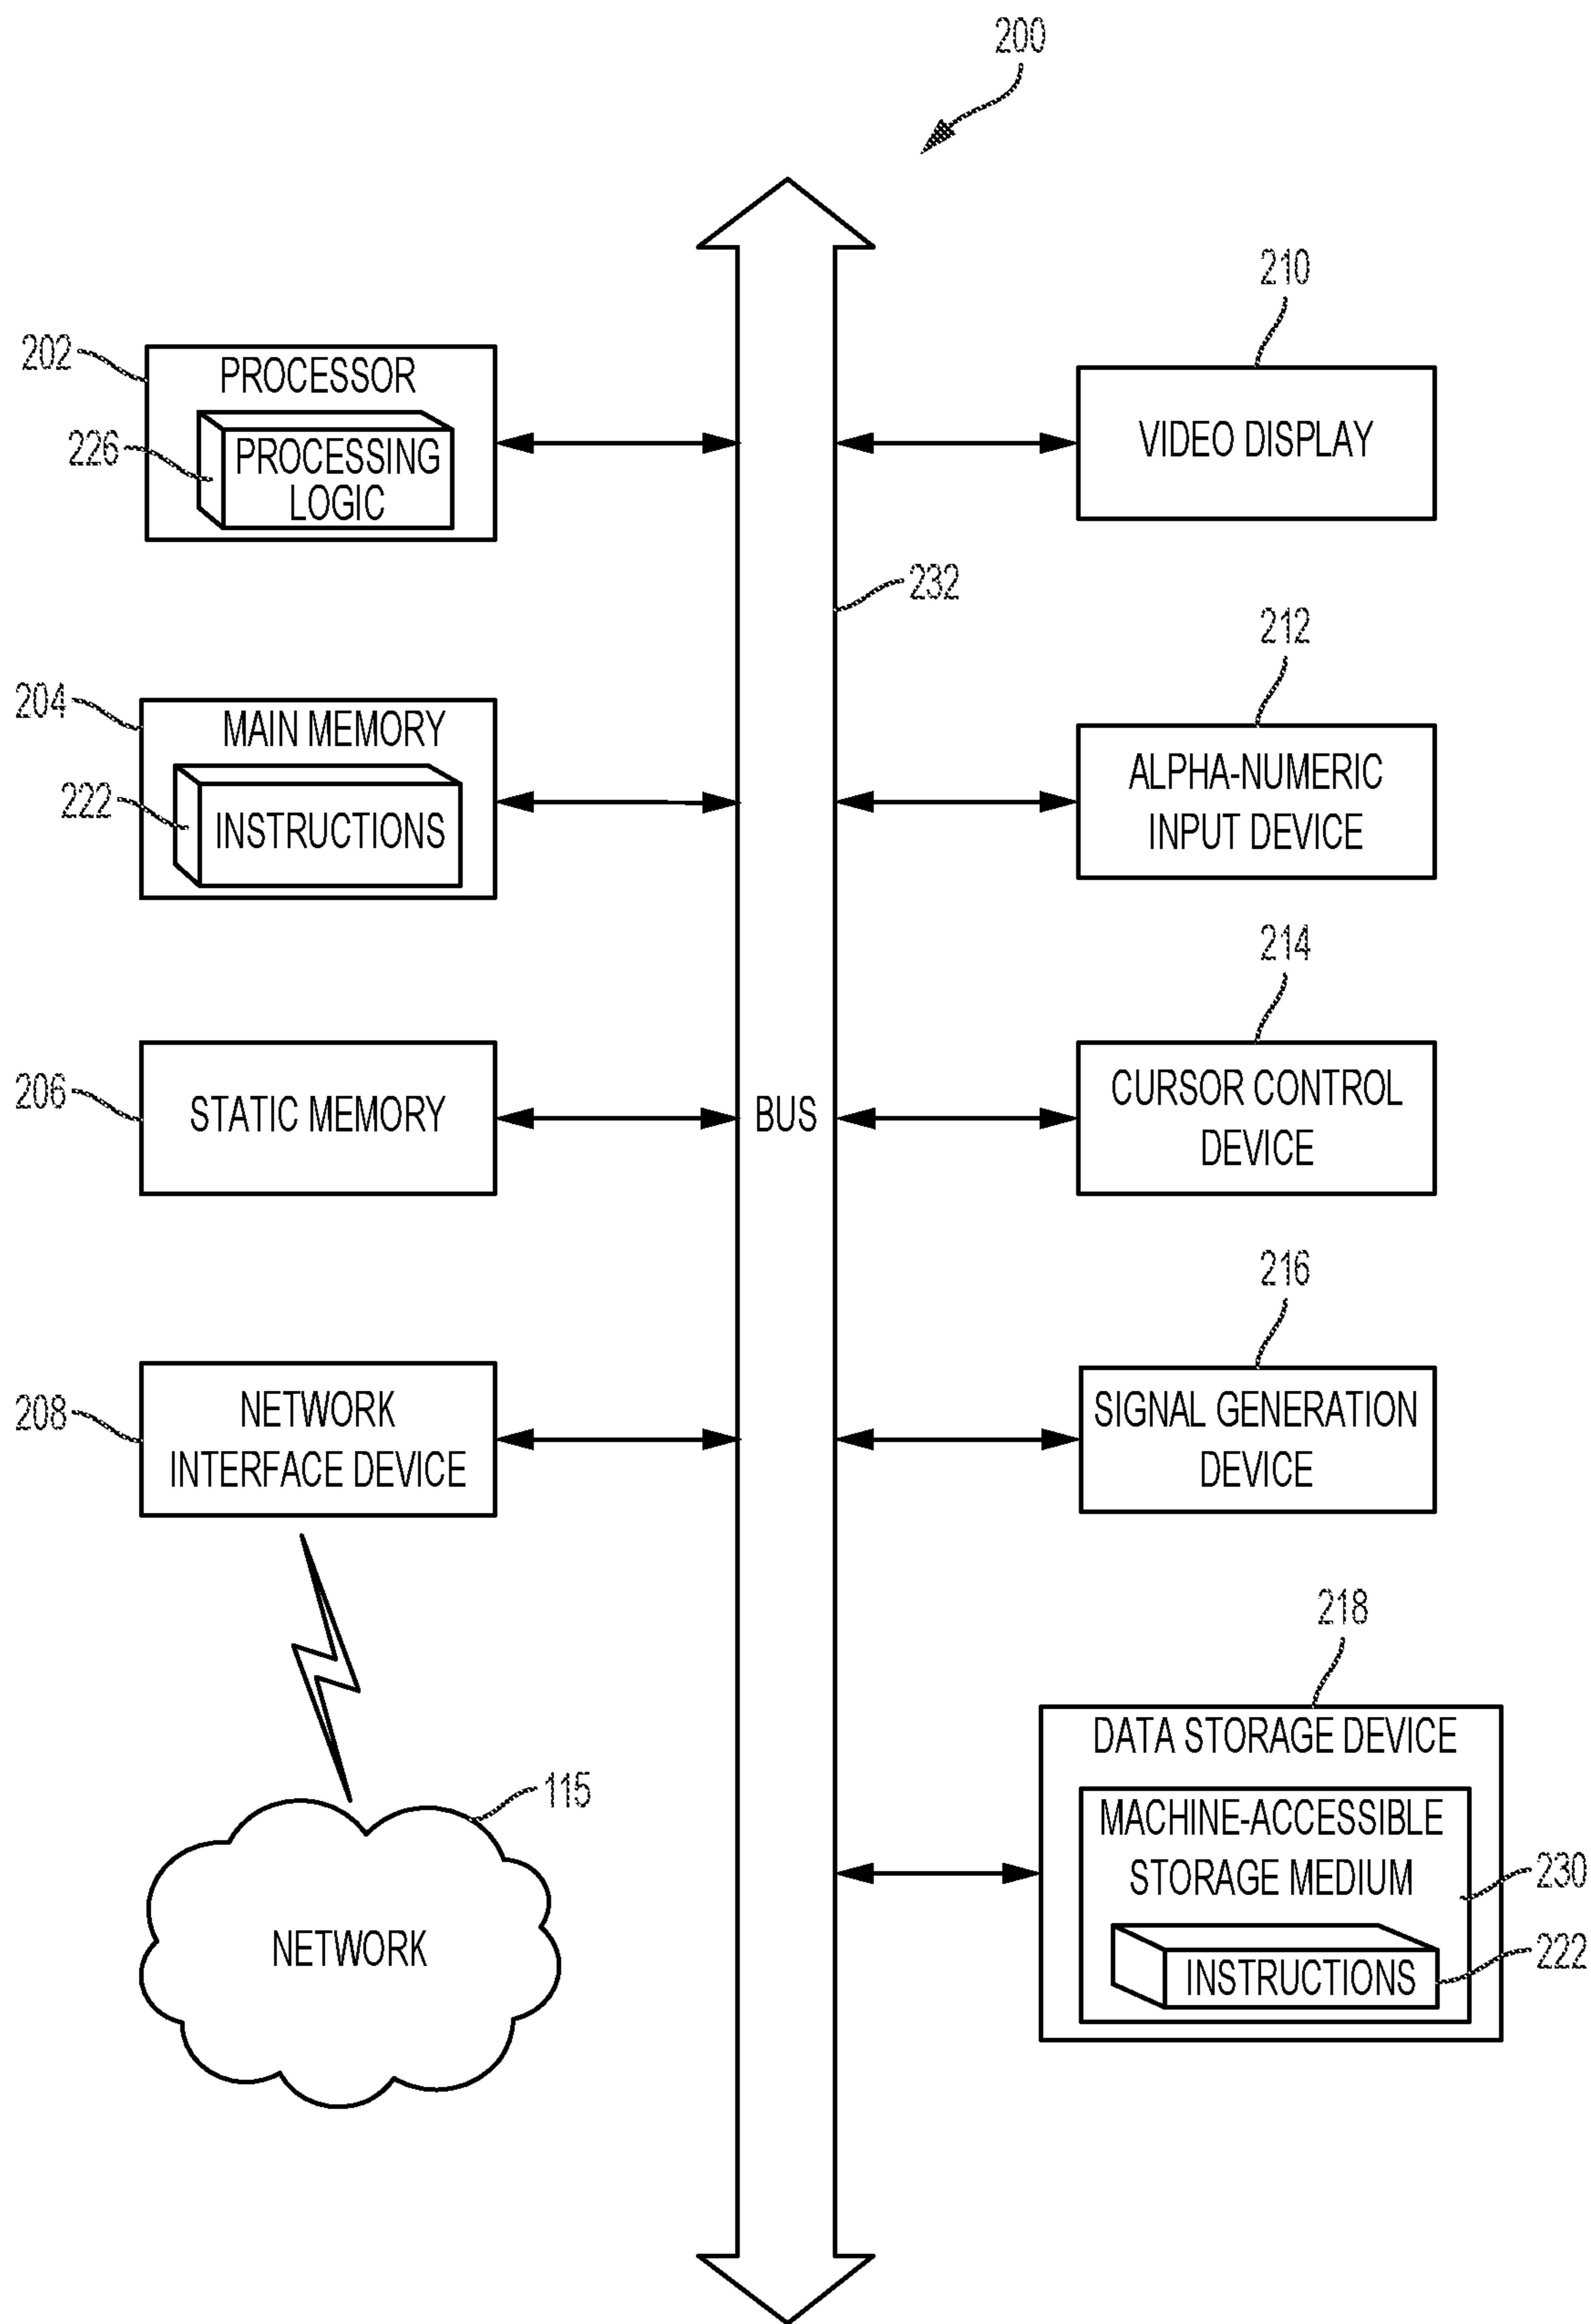 200
210
202
PROCESSOR
226
PROCESSING
LOGIC
VIDEO DISPLAY
232
212
204
MAIN MEMORY
222
INSTRUCTIONS
ALPHA-NUMERIC
INPUT DEVICE
214
206
STATIC MEMORY
BUS
CURSOR CONTROL
DEVICE
216
208
NETWORK
INTERFACE DEVICE
SIGNAL GENERATION
DEVICE
218
DATA STORAGE DEVICE
115
MACHINE-ACCESSIBLE
STORAGE MEDIUM
230
NETWORK
INSTRUCTIONS
222